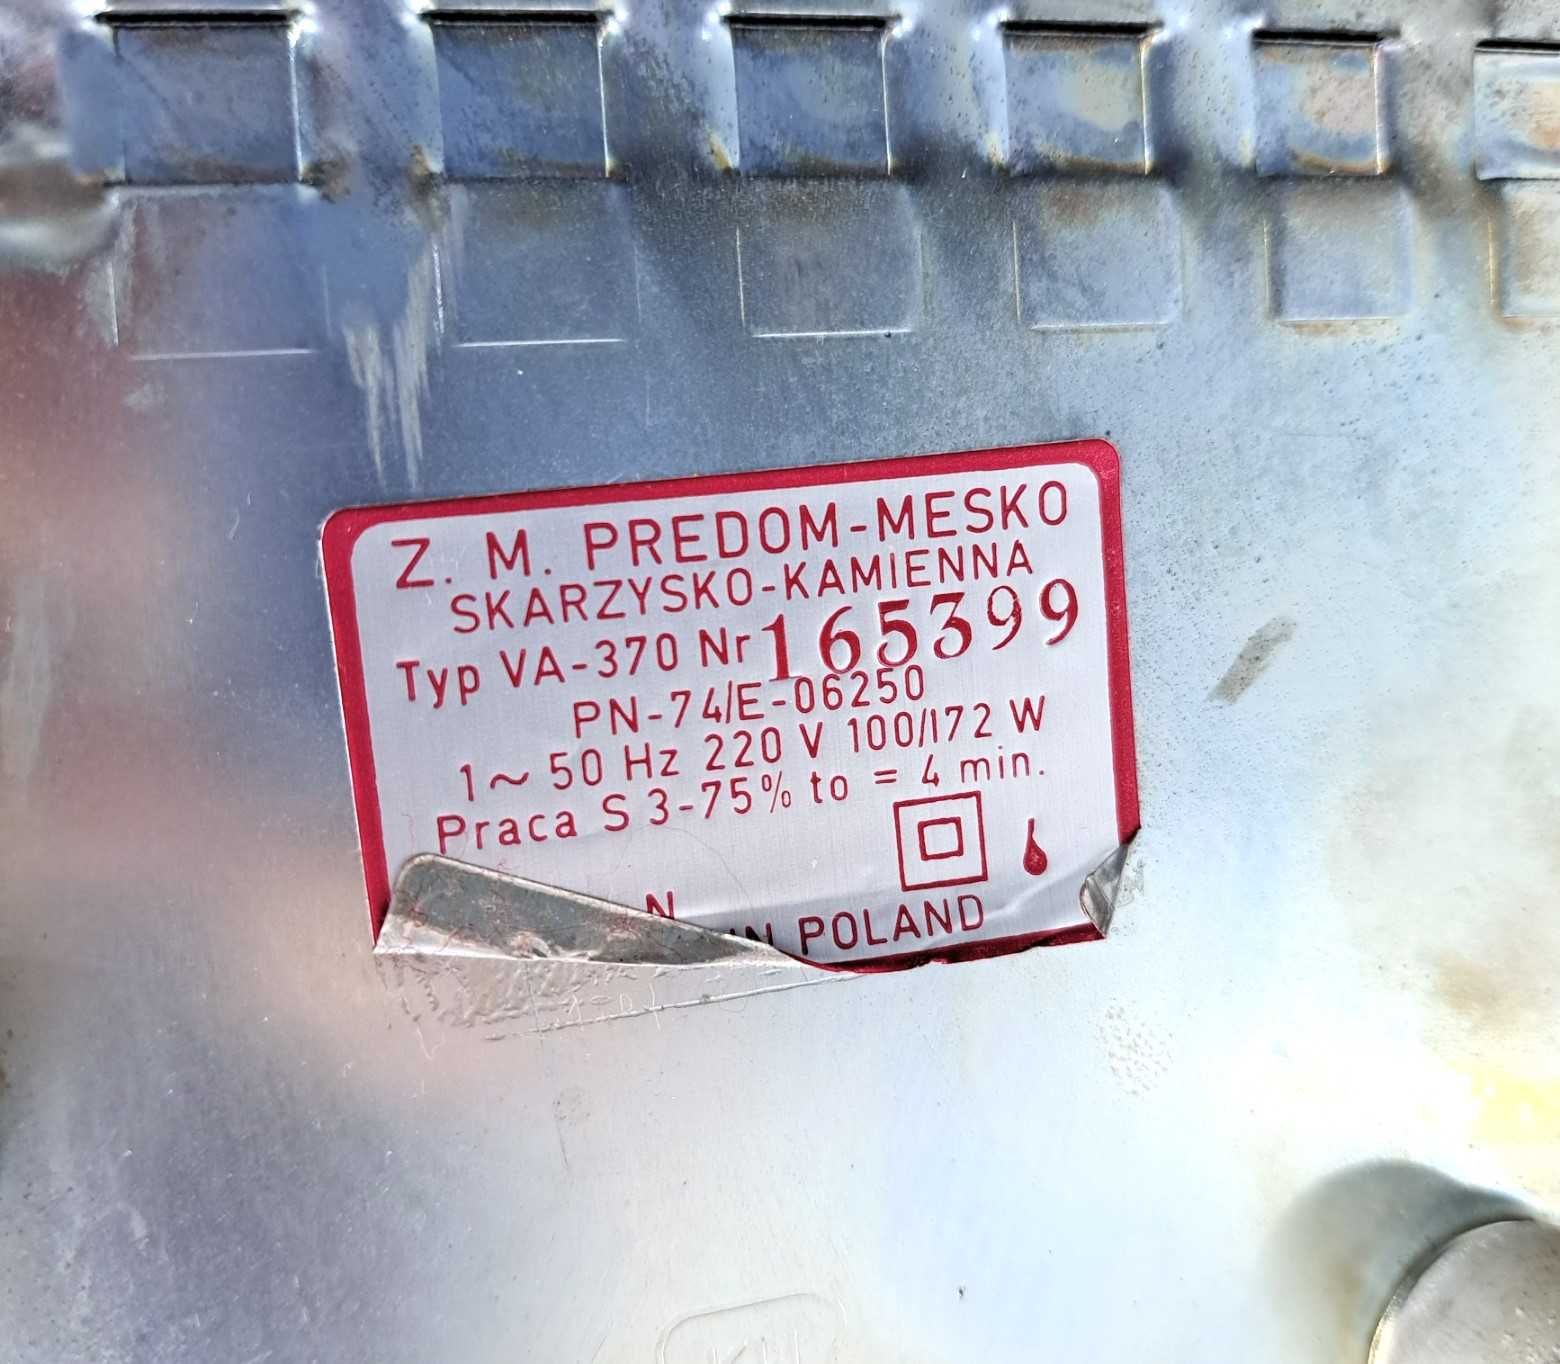 Z. M. PREDOM-MESKO
SKARZYSKO-KAMIENNA
Typ VA-370 Nr 165399
PN-74/E-06250
1~ 50 Hz 220 V 100/172 W
Praca S 3-75% to = 4 min.
N
IN POLAND